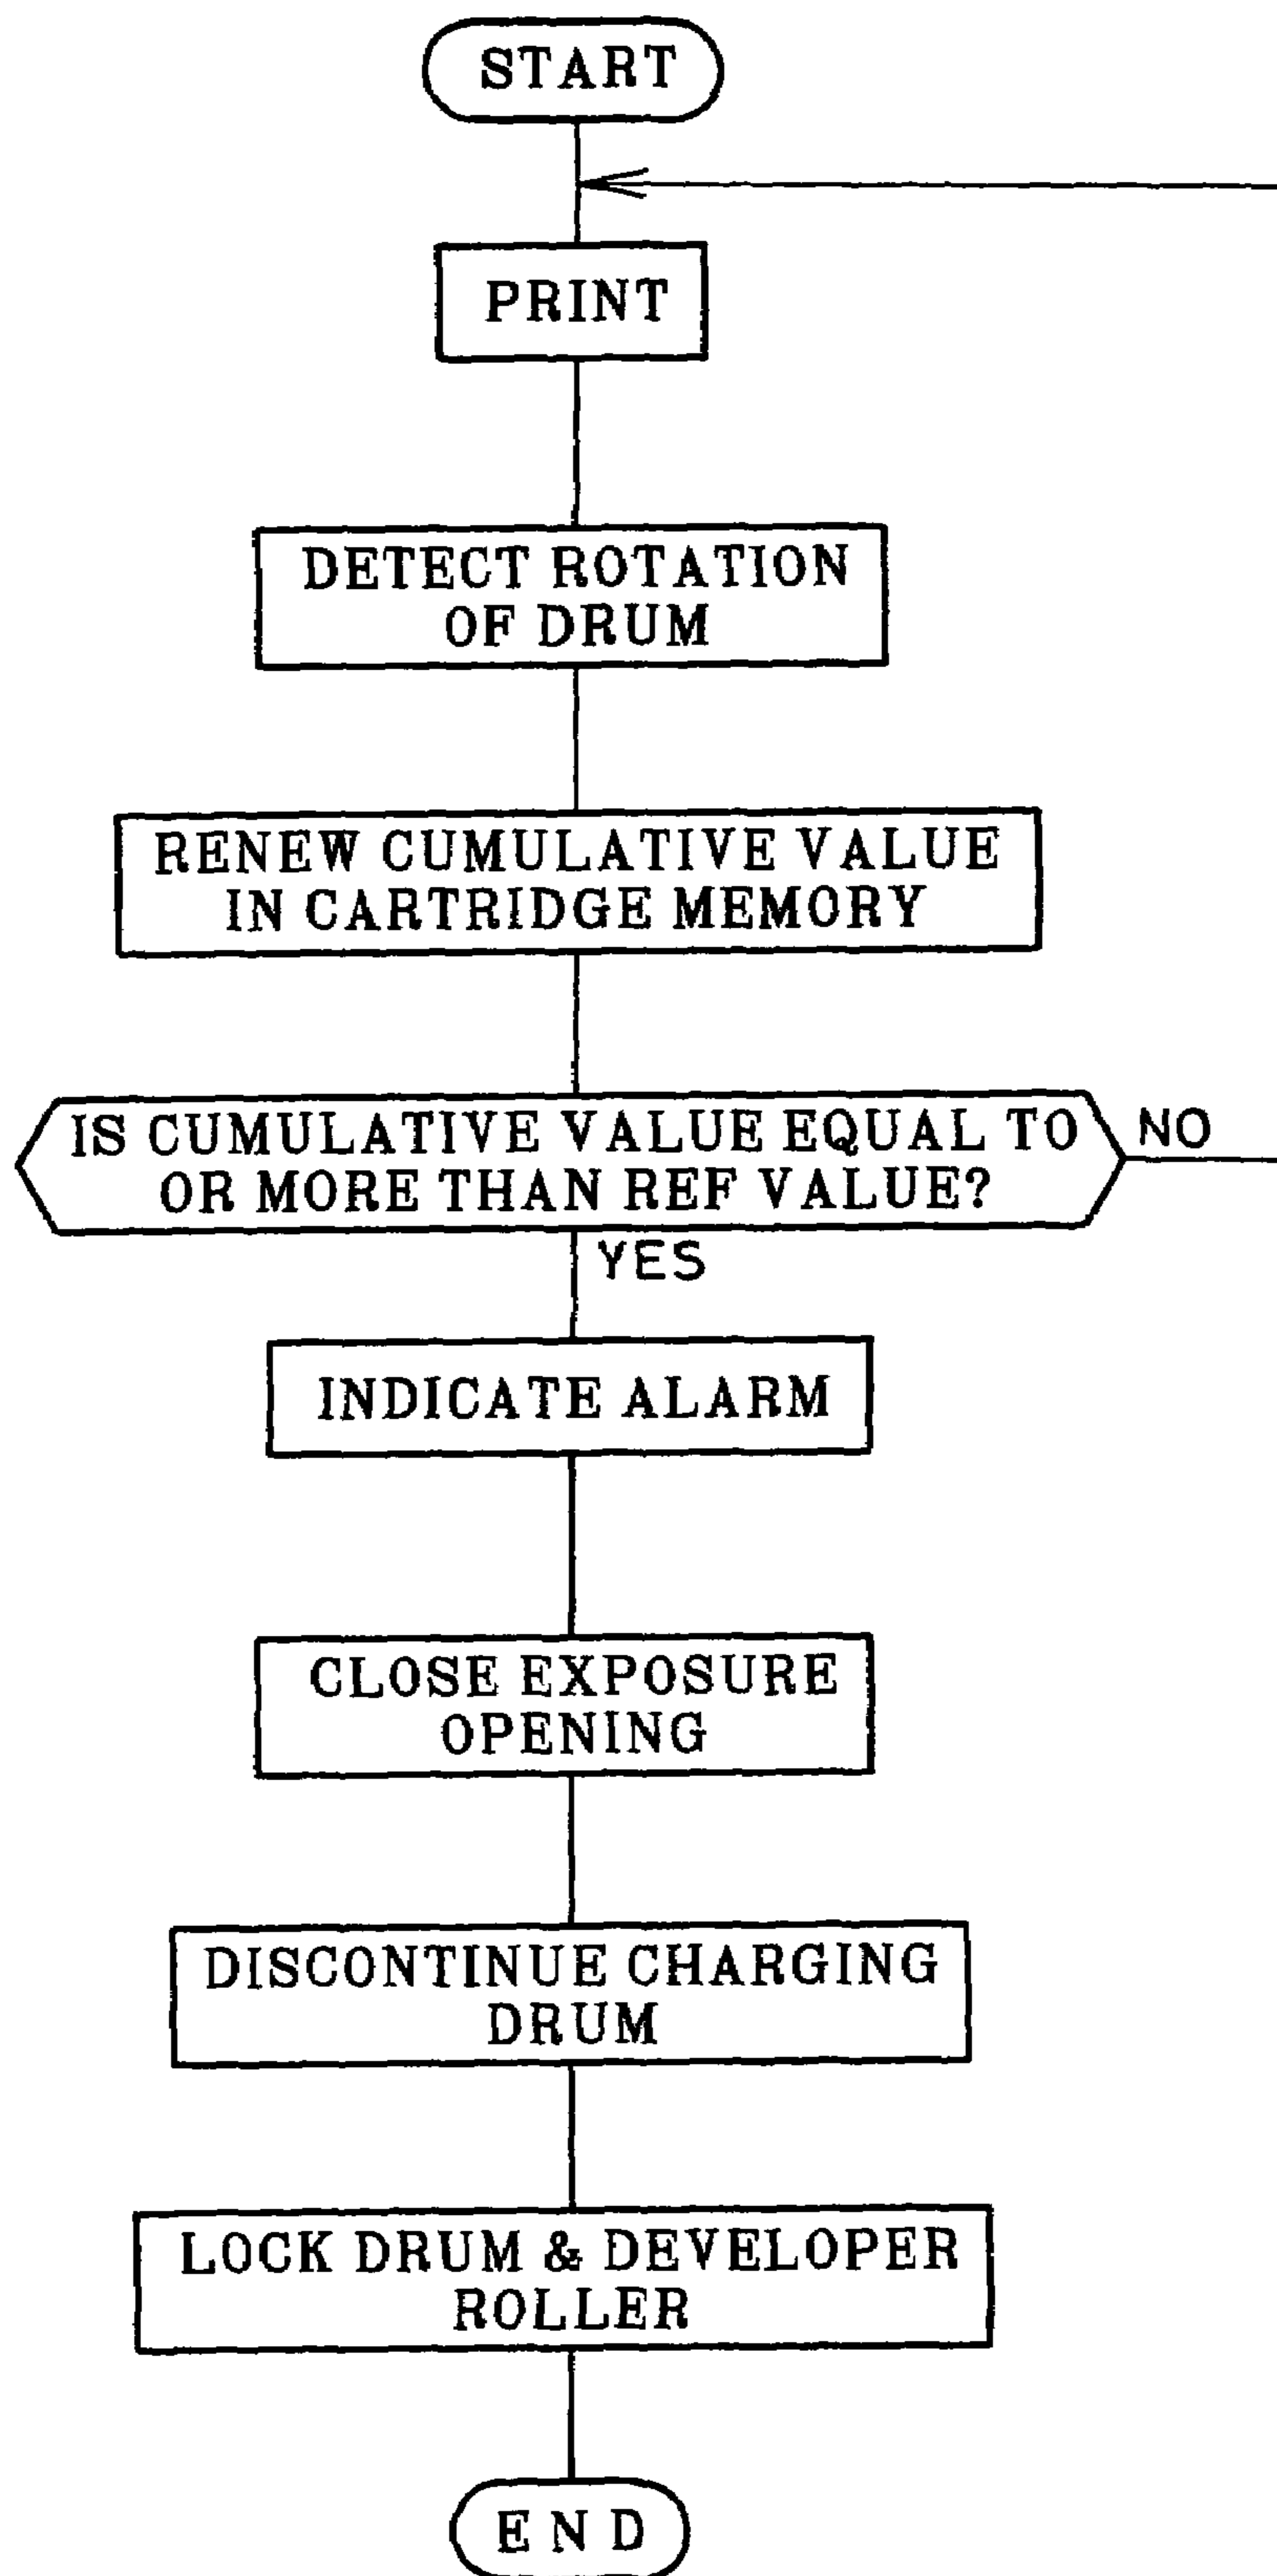 START
PRINT
DETECT ROTATION
OF DRUM
RENEW CUMULATIVE VALUE
IN CARTRIDGE MEMORY
IS CUMULATIVE VALUE EQUAL TO
OR MORE THAN REF VALUE?
NO
YES
INDICATE ALARM
CLOSE EXPOSURE
OPENING
DISCONTINUE CHARGING
DRUM
LOCK DRUM & DEVELOPER
ROLLER
END